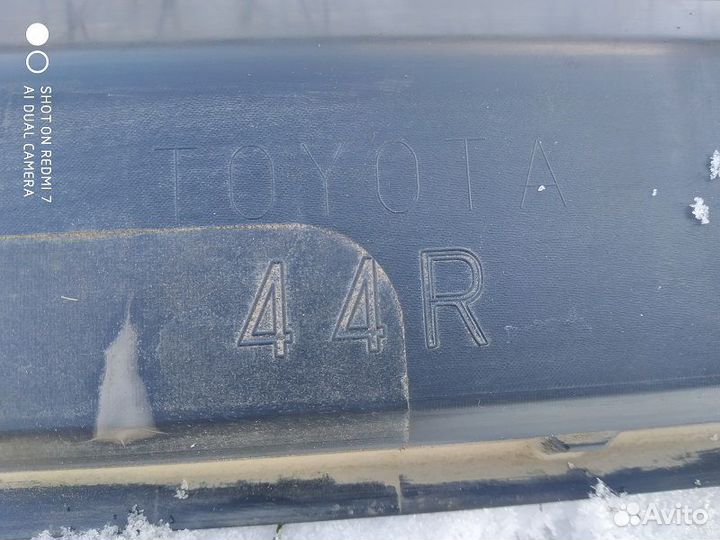 SHOT ON REDMI 7
AI DUAL CAMERA
TOYOTA
44R
Avito